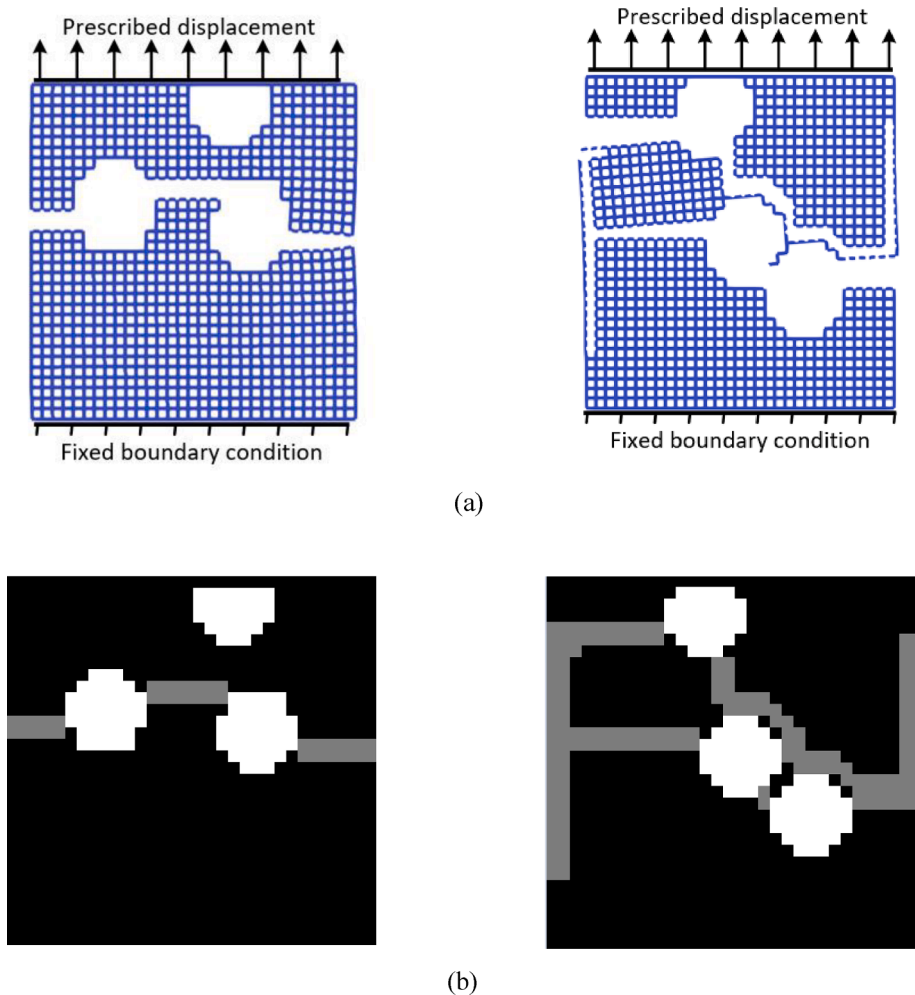 Prescribed displacement
Prescribed displacement
Fixed boundary condition
Fixed boundary condition
(a)
(b)